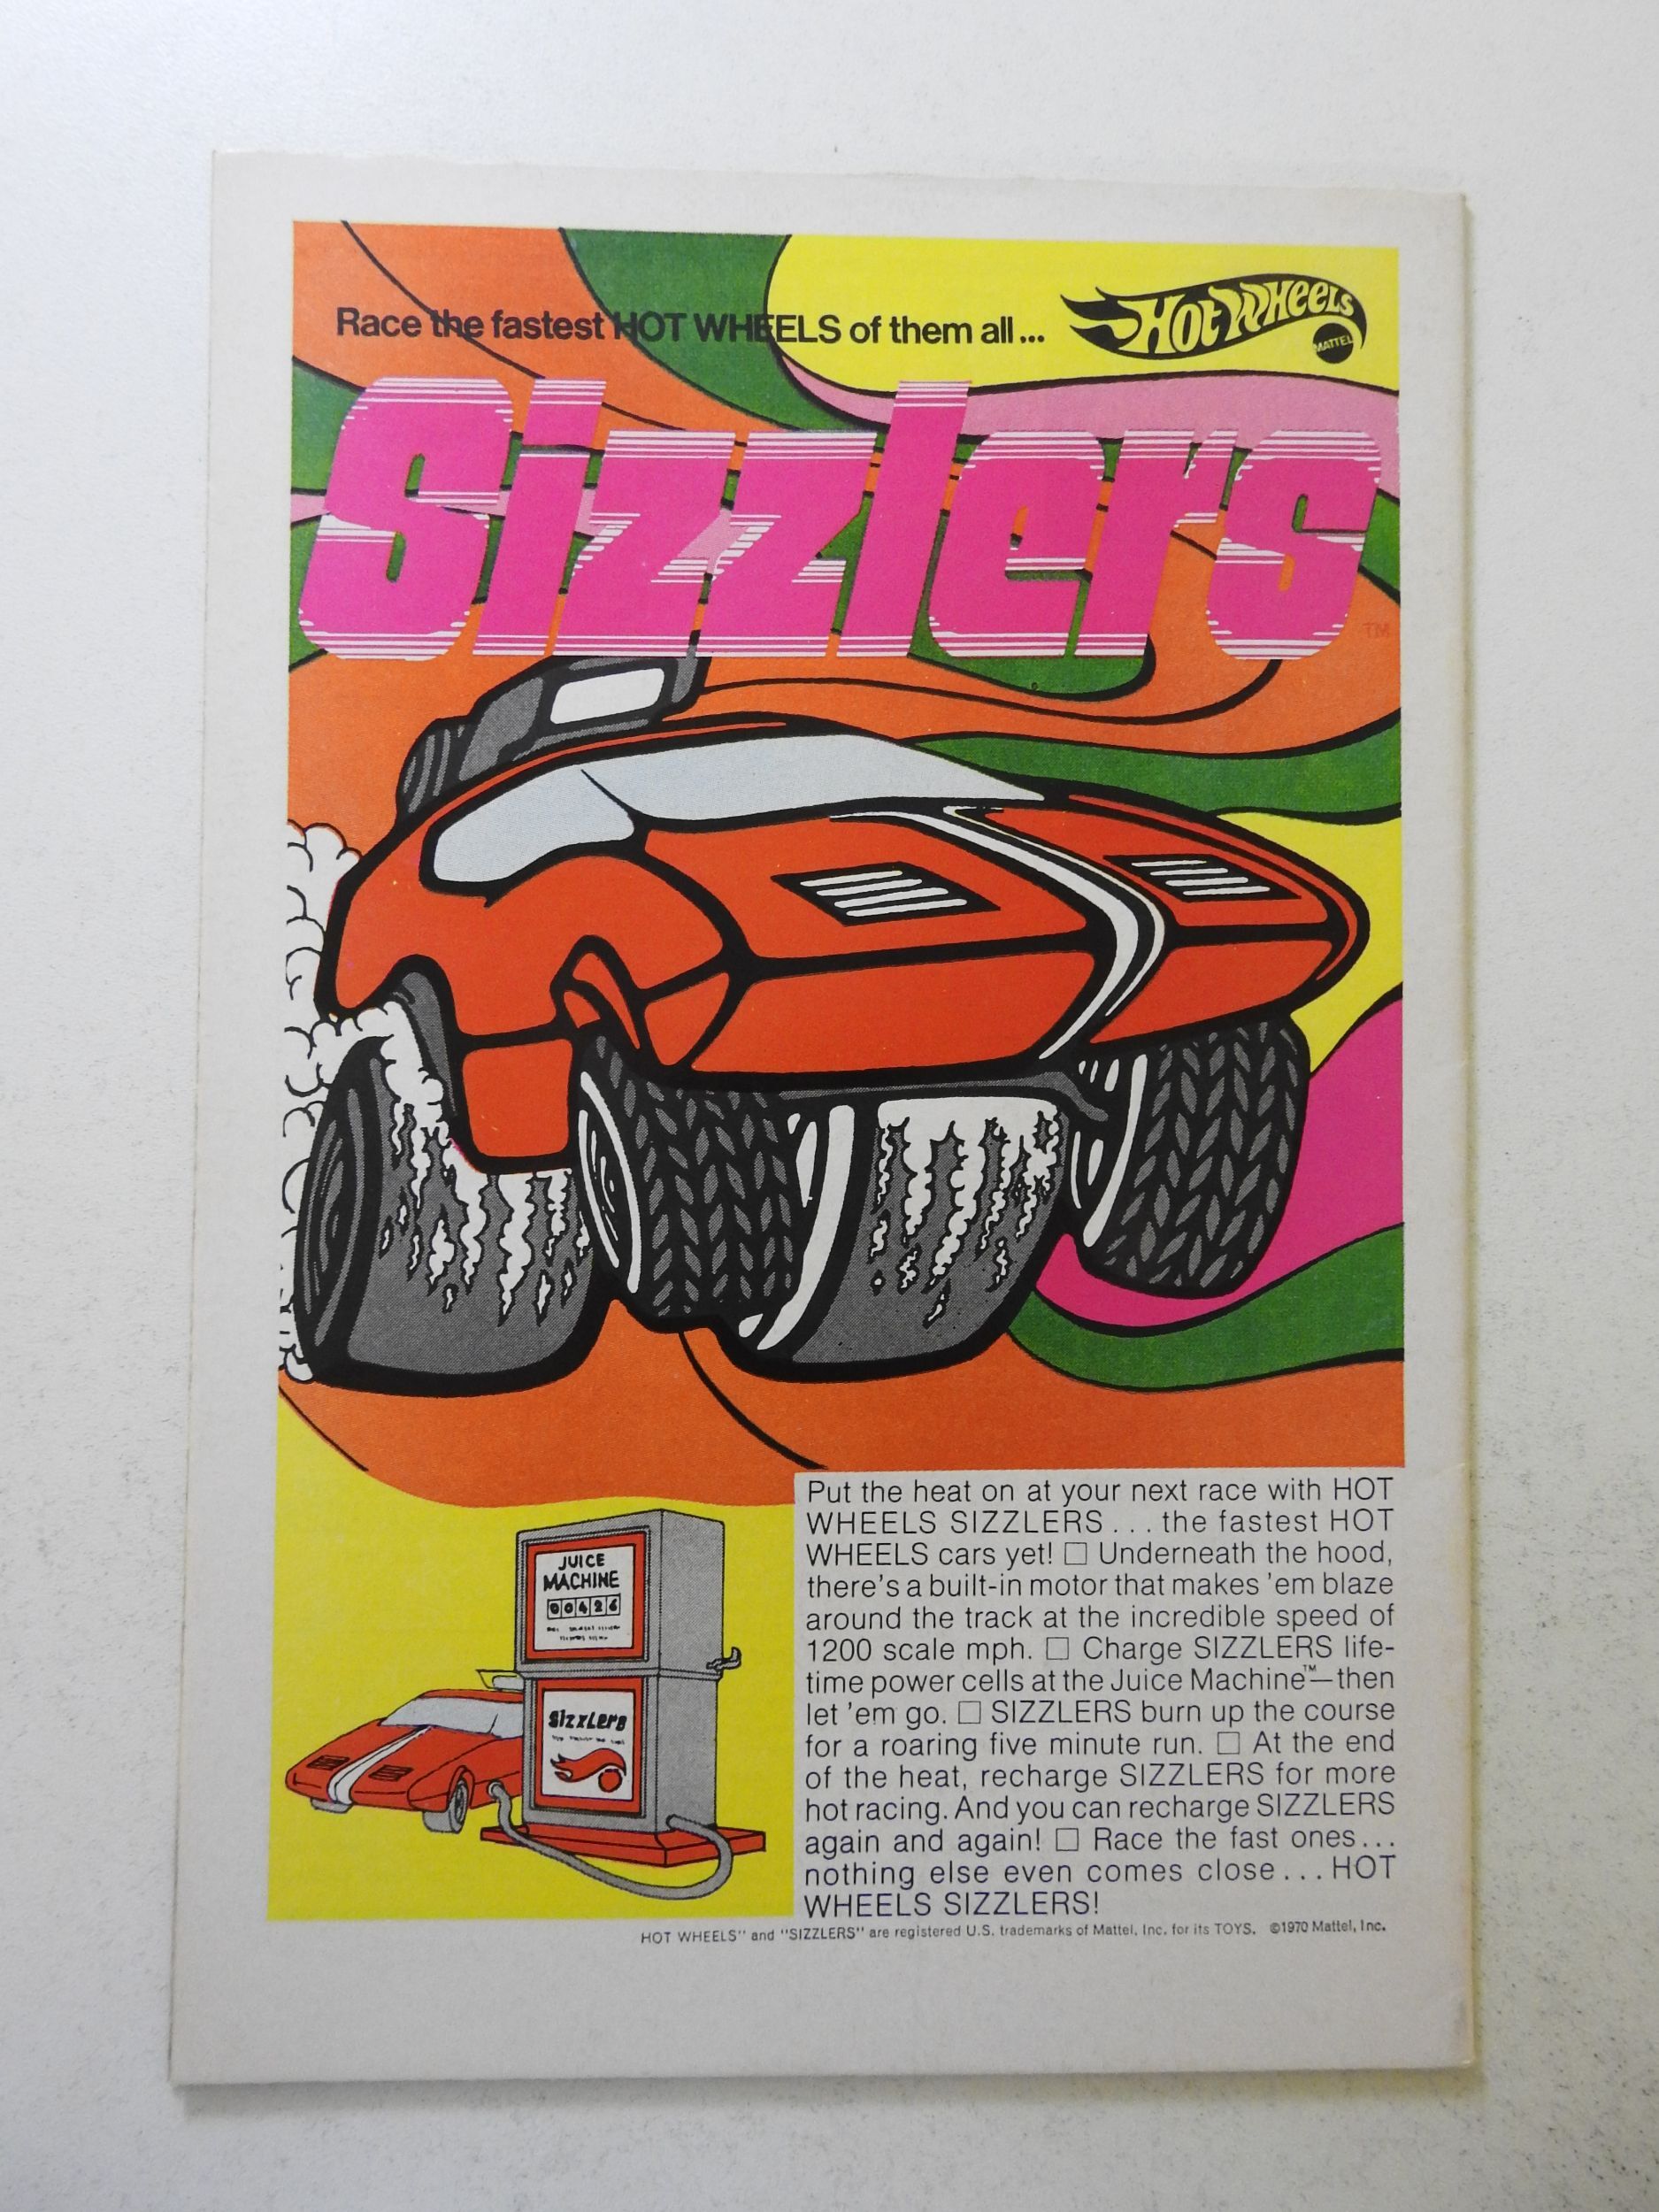 Race the fastest HOT WHEELS of them all...
Hot Wheels
MATTEL
Sizzlers
TM
Put the heat on at your next race with HOT
WHEELS SIZZLERS... the fastest HOT
WHEELS cars yet! □ Underneath the hood,
there's a built-in motor that makes 'em blaze
around the track at the incredible speed of
1200 scale mph. □ Charge SIZZLERS life-
time power cells at the Juice Machine™—then
let 'em go. □ SIZZLERS burn up the course
for a roaring five minute run. □ At the end
of the heat, recharge SIZZLERS for more
hot racing. And you can recharge SIZZLERS
again and again! □ Race the fast ones...
nothing else even comes close...HOT
WHEELS SIZZLERS!
JUICE
MACHINE
00426
Sizzlers
HOT WHEELS" and "SIZZLERS" are registered U.S. trademarks of Mattel, Inc. for its TOYS. ©1970 Mattel, Inc.